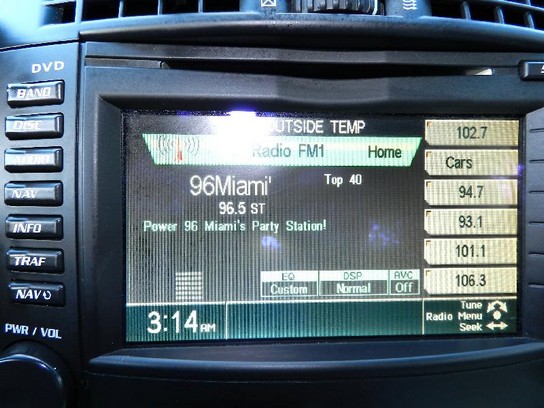 DVD
BAND
DISC
NAV
INFO
TRAF
NAV
PWR / VOL
OUTSIDE TEMP
Radio FM1 Home
96Miami'
Top 40
96.5 ST
Power 96 Miami's Party Station!
EQ DSP AVC
Custom Normal Off
3:14 AM
102.7
Cars
94.7
93.1
101.1
106.3
Tune
Radio Menu
Seek